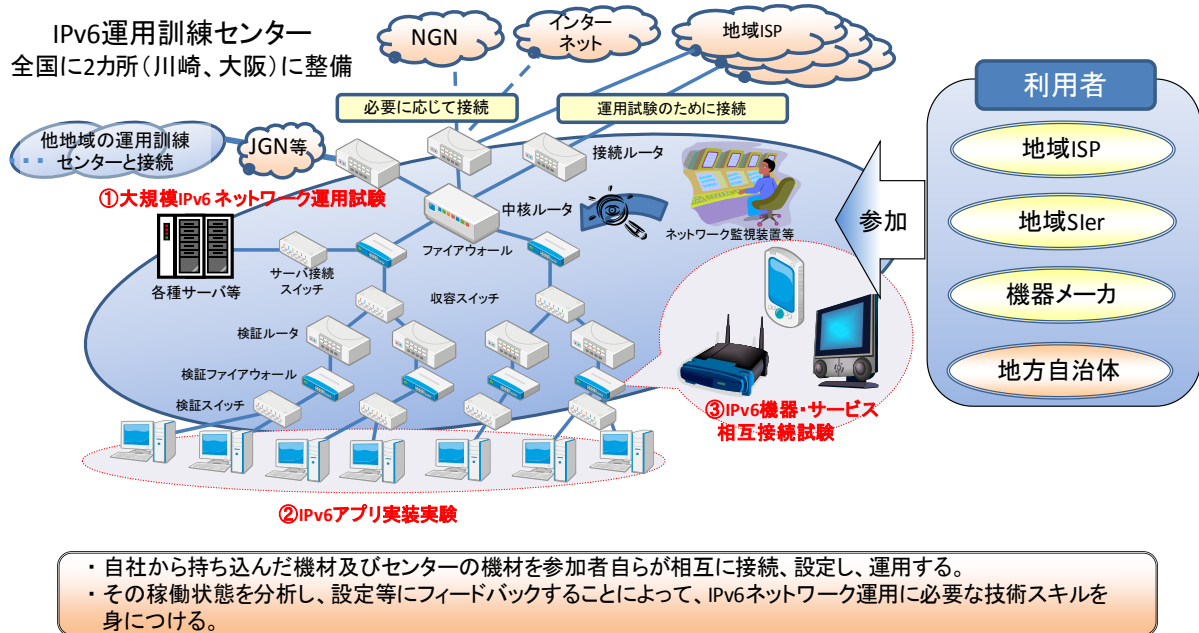 IPv6運用訓練センター
全国に2カ所（川崎、大阪）に整備
NGN
インター
ネット
地域ISP
必要に応じて接続
運用試験のために接続
他地域の運用訓練
センターと接続
JGN等
接続ルータ
①大規模IPv6 ネットワーク運用試験
中核ルータ
ネットワーク監視装置等
ファイアウォール
サーバ接続
スイッチ
各種サーバ等
収容スイッチ
検証ルータ
検証ファイアウォール
検証スイッチ
②IPv6アプリ実装実験
③IPv6機器・サービス
相互接続試験
参加
利用者
地域ISP
地域SIer
機器メーカ
地方自治体
・ 自社から持ち込んだ機材及びセンターの機材を参加者自らが相互に接続、設定し、運用する。
・ その稼働状態を分析し、設定等にフィードバックすることによって、IPv6ネットワーク運用に必要な技術スキルを
身につける。